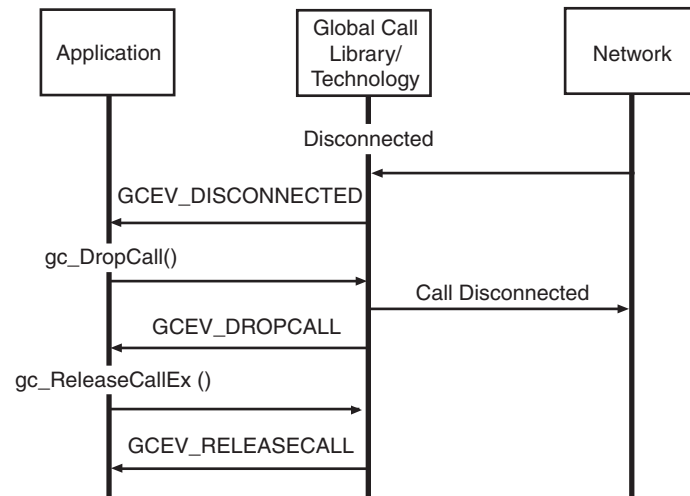 Application
Global Call
Library/
Technology
Network
Disconnected
GCEV_DISCONNECTED
gc_DropCall()
Call Disconnected
GCEV_DROPCALL
gc_ReleaseCallEx ()
GCEV_RELEASECALL